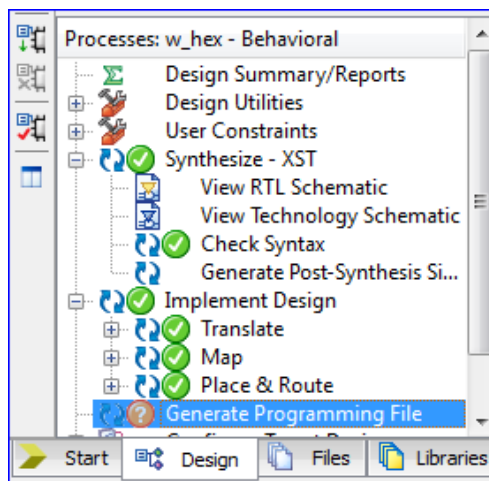 Processes: w_hex - Behavioral
Design Summary/Reports
Design Utilities
User Constraints
Synthesize - XST
View RTL Schematic
View Technology Schematic
Check Syntax
Generate Post-Synthesis Si...
Implement Design
Translate
Map
Place & Route
Generate Programming File
Start Design Files Libraries